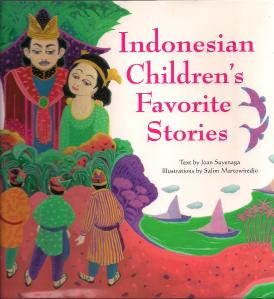 Indonesian
Children's
Favorite
Stories
Text by Joan Suyenaga
Illustrations by Salim Martowiredjo